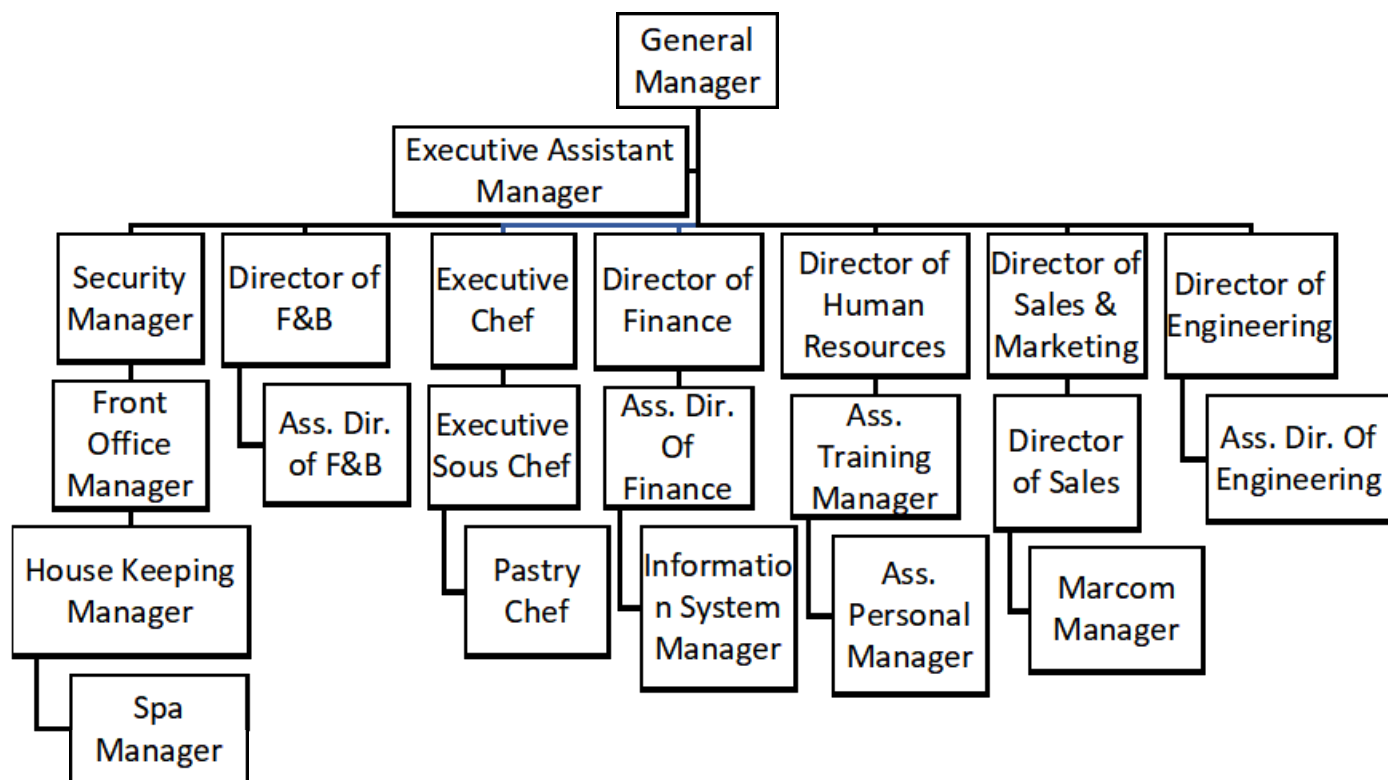 General
Manager
Executive Assistant
Manager
Security
Manager
Director of
F&B
Executive
Chef
Director of
Finance
Director of
Human
Resources
Director of
Sales &
Marketing
Director of
Engineering
Front
Office
Manager
Ass. Dir.
of F&B
Executive
Sous Chef
Ass. Dir.
Of
Finance
Ass.
Training
Manager
Director
of Sales
Ass. Dir. Of
Engineering
House Keeping
Manager
Pastry
Chef
Informatio
n System
Manager
Ass.
Personal
Manager
Marcom
Manager
Spa
Manager